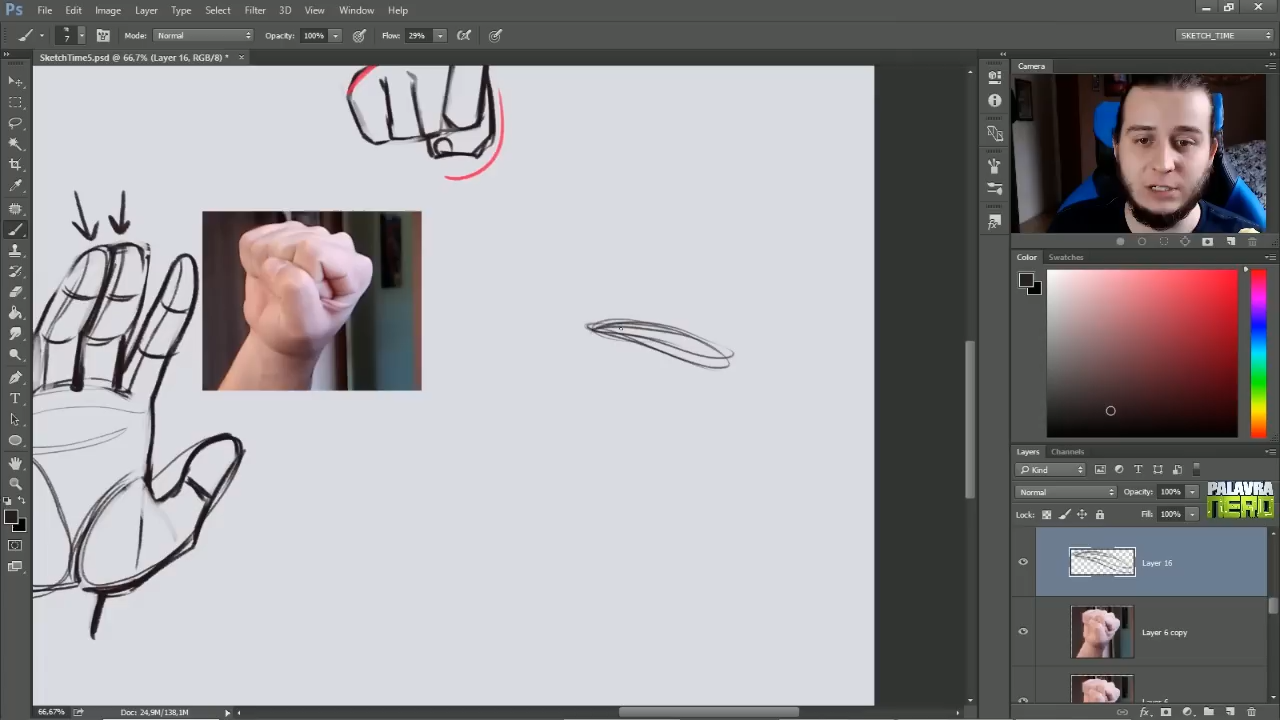 Ps File Edit Image Layer Type Select Filter 3D View Window Help
7 Mode: Normal Opacity: 100% Flow: 29% SKETCH_TIME
SketchTime5.psd @ 66,7% (Layer 16, RGB/8) *
Camera
Color Swatches
Layers Channels
Kind
Normal Opacity: 100%
Lock: Fill: 100%
PALAVRA
NERD
Layer 16
Layer 6 copy
66,67% Doc: 24,9M/138,1M